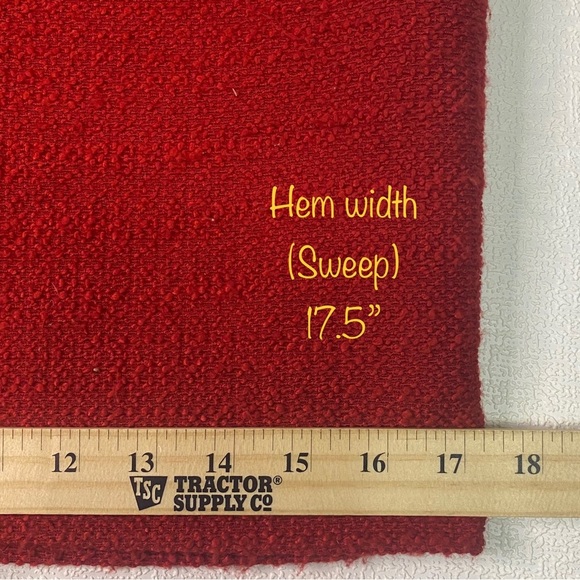 Hem width
(Sweep)
17.5”
12 13 14 15 16 17 18
TSC TRACTOR®
SUPPLY CO